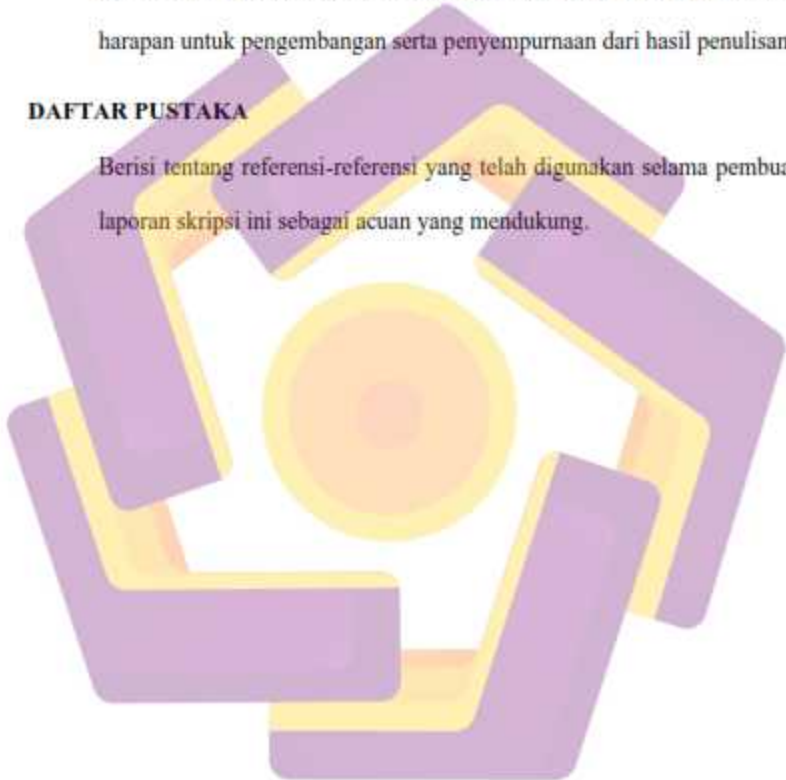 harapan untuk pengembangan serta penyempurnaan dari hasil penulisan
DAFTAR PUSTAKA
Berisi tentang referensi-referensi yang telah digunakan selama
laporan skripsi ini sebagai acuan yang mendukung.